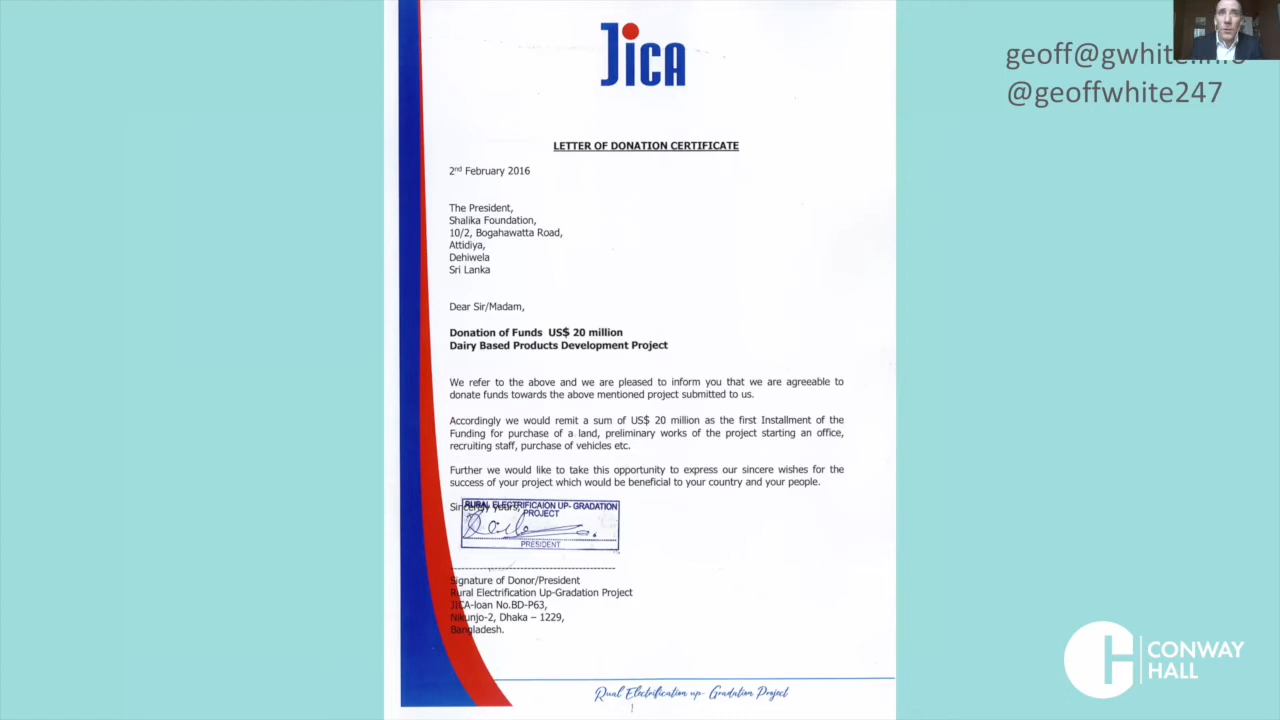 JICA
LETTER OF DONATION CERTIFICATE
2nd February 2016
The President,
Shalika Foundation,
10/2, Bogahawatta Road,
Attidiya,
Dehiwela
Sri Lanka
Dear Sir/Madam,
Donation of Funds US$ 20 million
Dairy Based Products Development Project
We refer to the above and we are pleased to inform you that we are agreeable to
donate funds towards the above mentioned project submitted to us.
Accordingly we would remit a sum of US$ 20 million as the first Installment of the
Funding for purchase of a land, preliminary works of the project starting an office,
recruiting staff, purchase of vehicles etc.
Further we would like to take this opportunity to express our sincere wishes for the
success of your project which would be beneficial to your country and your people.
Sincerely yours,
RURAL ELECTRIFICAION UP- GRADATION
PROJECT
PRESIDENT
Signature of Donor/President
Rural Electrification Up-Gradation Project
JICA-loan No.BD-P63,
Nikunjo-2, Dhaka – 1229,
Bangladesh.
Rual Electrification up- Gradation Project
geoff@gwhite.info
@geoffwhite247
CONWAY
HALL